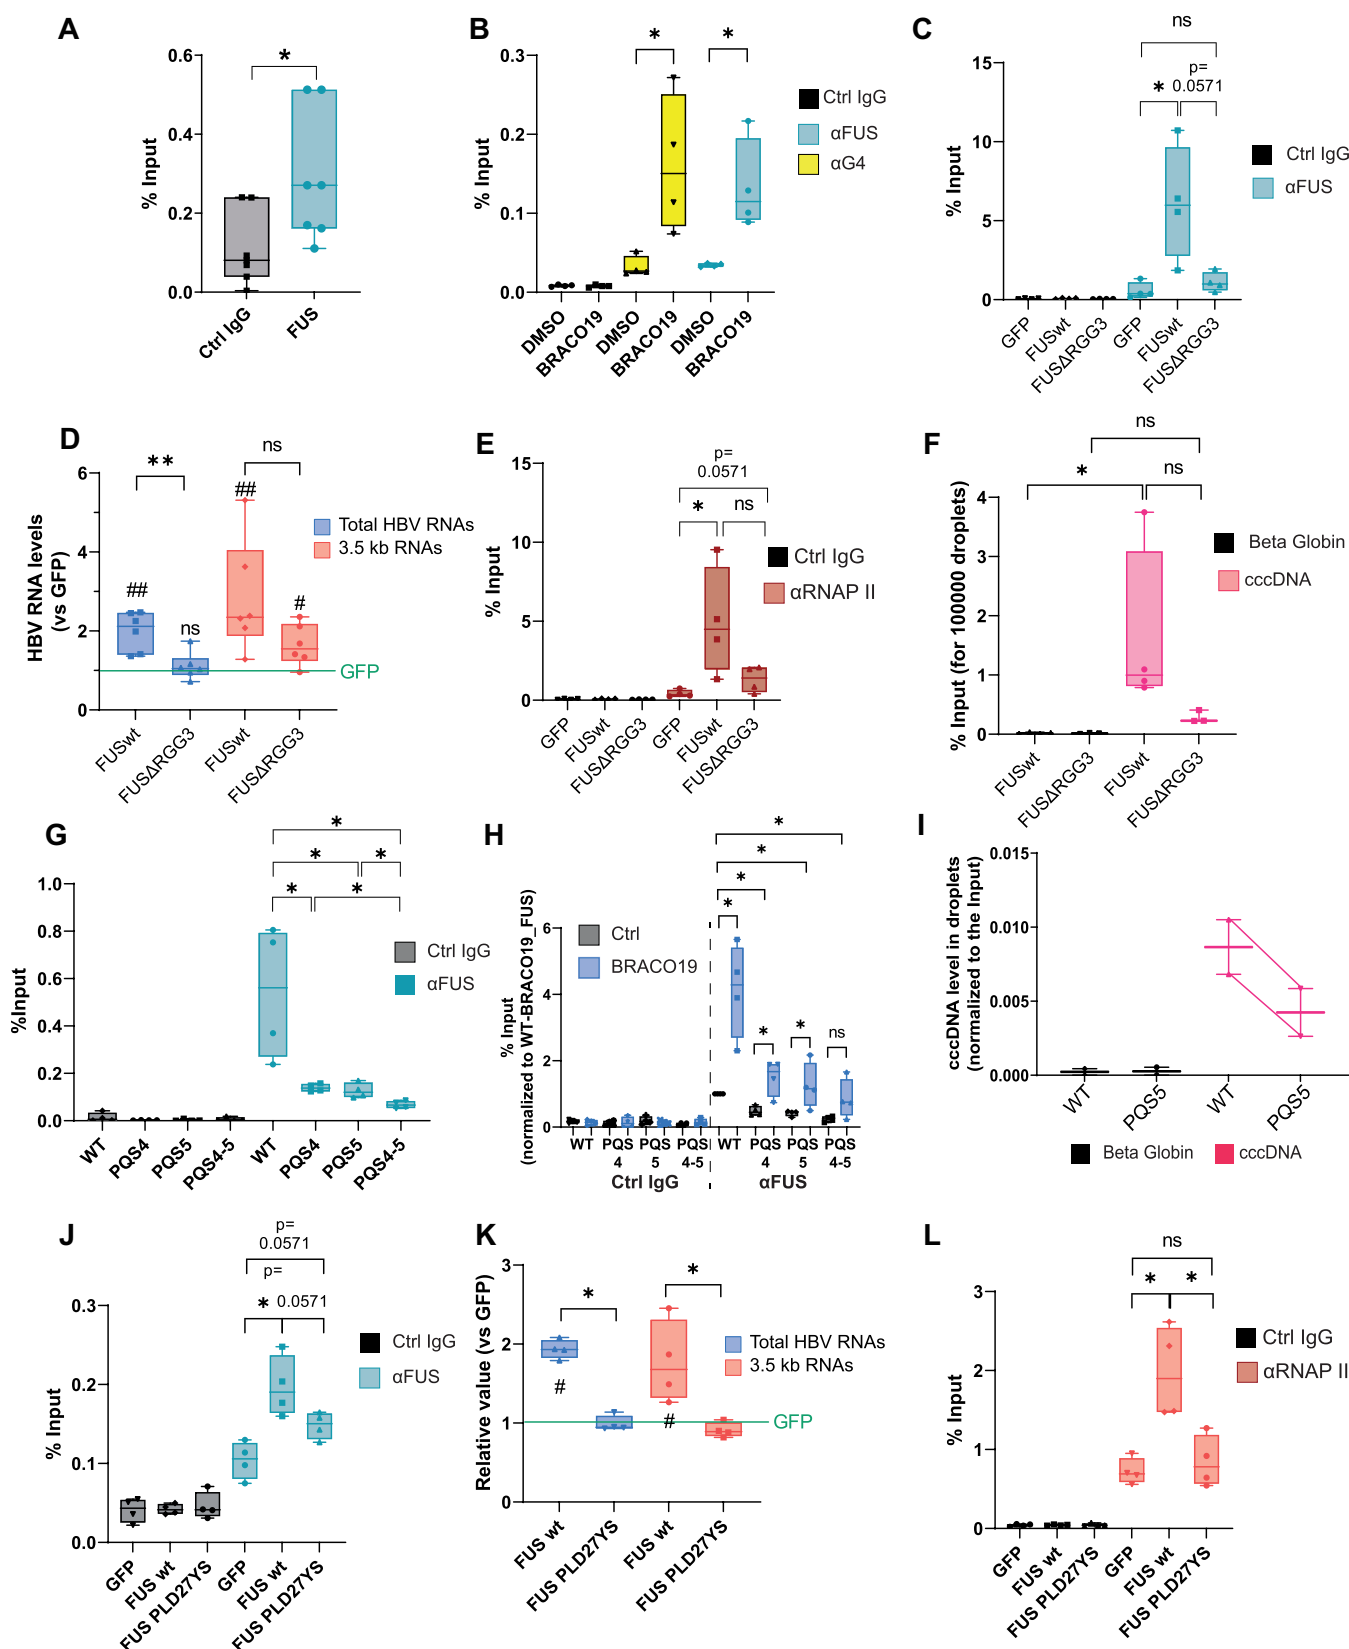 A
% Input
0.6
0.4
0.2
0.0
*
Ctrl IgG
FUS
B
% Input
0.3
0.2
0.1
0.0
*
*
DMSO
BRACO19
DMSO
BRACO19
DMSO
BRACO19
Ctrl IgG
αFUS
αG4
C
% Input
15
10
5
0
ns
p=
* 0.0571
GFP
FUSwt
FUSΔRGG3
GFP
FUSwt
FUSΔRGG3
Ctrl IgG
αFUS
D
HBV RNA levels
(vs GFP)
6
4
2
0
**
ns
##
ns
##
#
GFP
FUSwt
FUSΔRGG3
FUSwt
FUSΔRGG3
Total HBV RNAs
3.5 kb RNAs
E
% Input
15
10
5
0
p=
0.0571
*
ns
GFP
FUSwt
FUSΔRGG3
GFP
FUSwt
FUSΔRGG3
Ctrl IgG
αRNAP II
F
% Input (for 100000 droplets)
4
3
2
1
0
ns
*
ns
FUSwt
FUSΔRGG3
FUSwt
FUSΔRGG3
Beta Globin
cccDNA
G
%Input
1.0
0.8
0.6
0.4
0.2
0.0
*
*
*
*
*
WT
PQS4
PQS5
PQS4-5
WT
PQS4
PQS5
PQS4-5
Ctrl IgG
αFUS
H
% Input
(normalized to WT-BRACO19_FUS)
6
4
2
0
*
*
*
*
*
*
ns
Ctrl
BRACO19
WT PQS PQS PQS WT PQS PQS PQS
4 5 4-5 4 5 4-5
Ctrl IgG αFUS
I
cccDNA level in droplets
(normalized to the Input)
0.015
0.010
0.005
0.000
WT
PQS5
WT
PQS5
Beta Globin
cccDNA
J
% Input
0.3
0.2
0.1
0.0
p=
0.0571
p=
* 0.0571
GFP
FUS wt
FUS PLD27YS
GFP
FUS wt
FUS PLD27YS
Ctrl IgG
αFUS
K
Relative value (vs GFP)
3
2
1
0
*
*
#
#
GFP
FUS wt
FUS PLD27YS
FUS wt
FUS PLD27YS
Total HBV RNAs
3.5 kb RNAs
L
% Input
3
2
1
0
ns
*
*
GFP
FUS wt
FUS PLD27YS
GFP
FUS wt
FUS PLD27YS
Ctrl IgG
αRNAP II